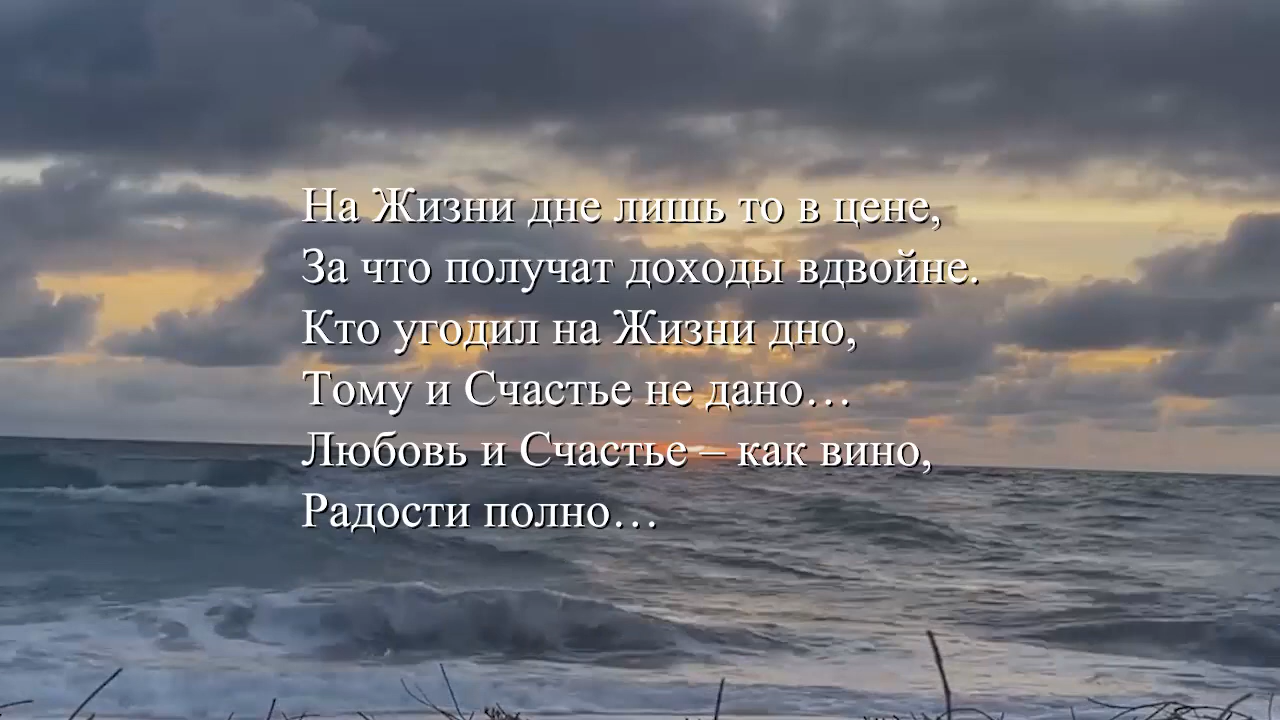 На Жизни дне лишь то в цене,
За что получат доходы вдвойне.
Кто угодил на Жизни дно,
Тому и Счастье не дано…
Любовь и Счастье – как вино,
Радости полно…